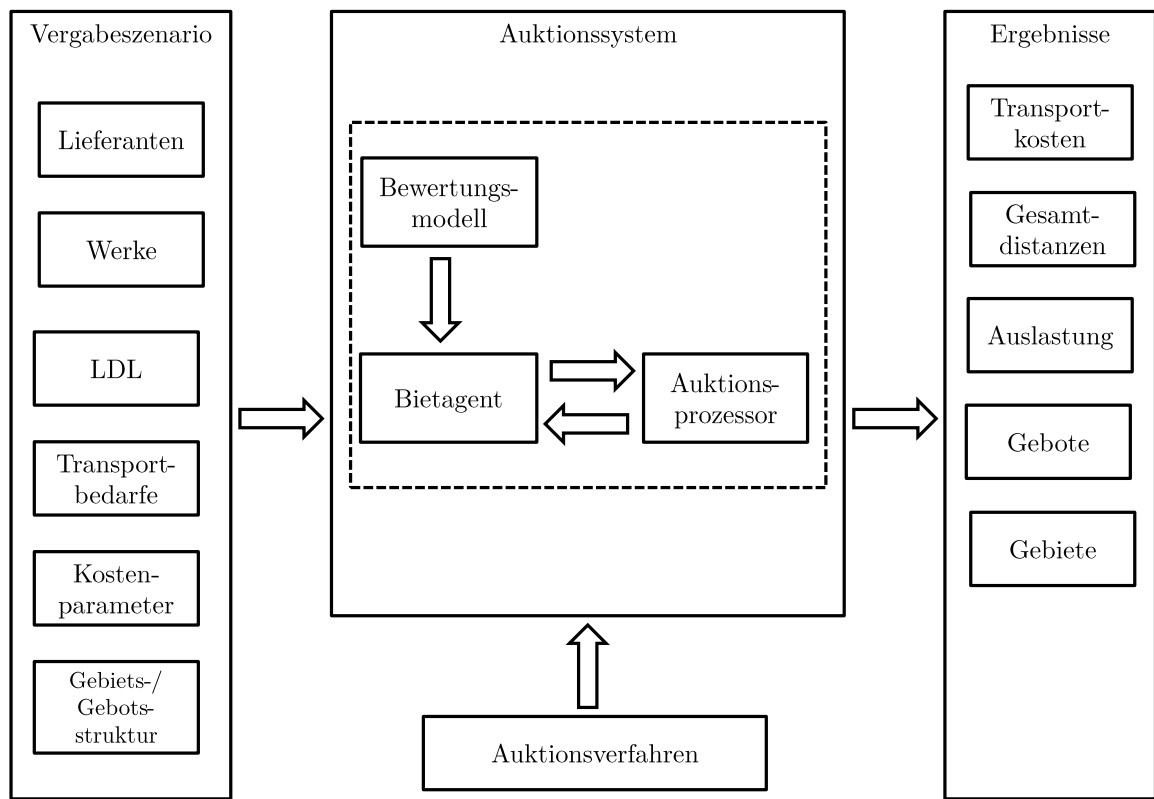 Vergabeszenario
Lieferanten
Werke
LDL
Transport-
bedarfe
Kosten-
parameter
Gebiets-/
Gebots-
struktur
Auktionssystem
Bewertungs-
modell
Bietagent
Auktions-
prozessor
Auktionsverfahren
Ergebnisse
Transport-
kosten
Gesamt-
distanzen
Auslastung
Gebote
Gebiete